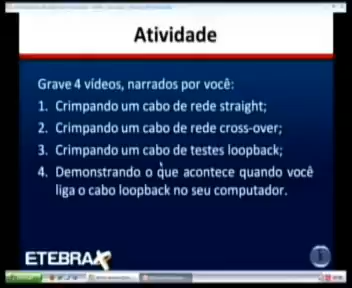 Atividade
Grave 4 vídeos, narrados por você:
1. Crimpando um cabo de rede straight;
2. Crimpando um cabo de rede cross-over;
3. Crimpando um cabo de testes loopback;
4. Demonstrando o que acontece quando você
liga o cabo loopback no seu computador.
ETEBRAX